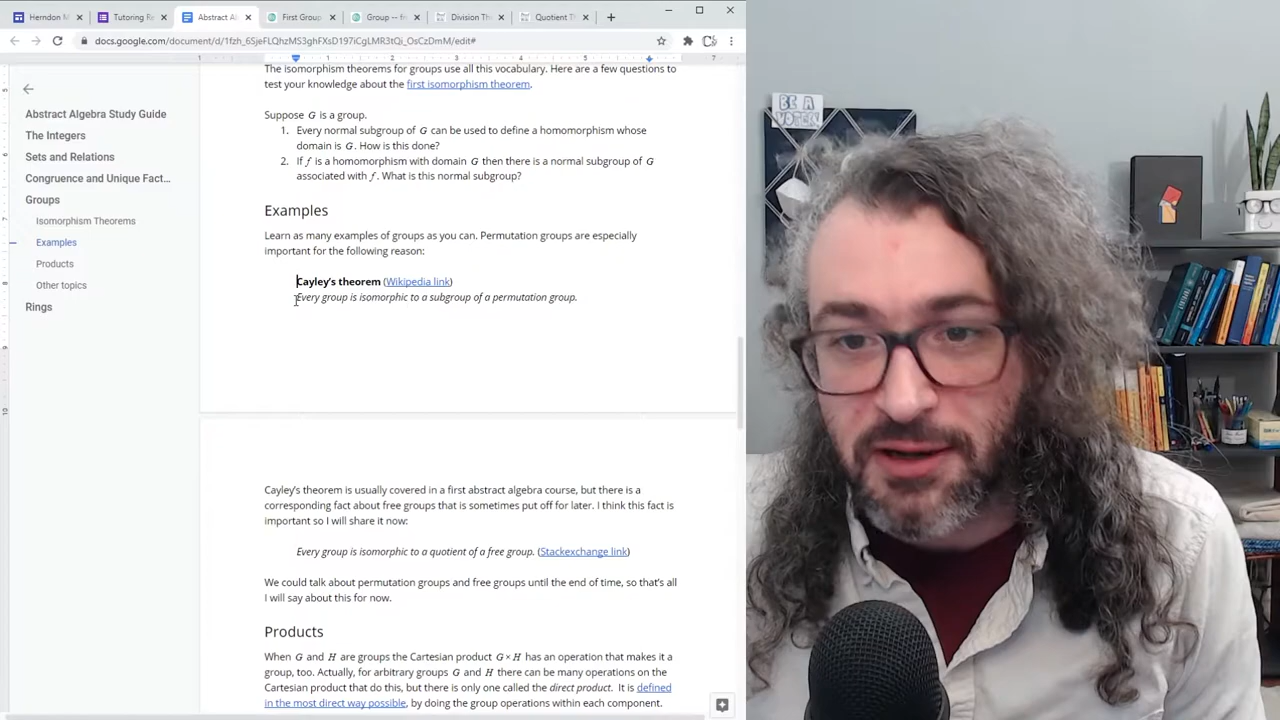 Herndon M
Tutoring R
Abstract Al
First Group
Group -- fr
Division Th
Quotient T
docs.google.com/document/d/1fzh_6SjeFLQhzMS3ghFXsD197iCgLMR3tQi_OsCzDmM/edit#
1
7
Abstract Algebra Study Guide
The Integers
Sets and Relations
Congruence and Unique Fact...
Groups
Isomorphism Theorems
Examples
Products
Other topics
Rings
The isomorphism theorems for groups use all this vocabulary. Here are a few questions to
test your knowledge about the first isomorphism theorem.
Suppose G is a group.
1. Every normal subgroup of G can be used to define a homomorphism whose
domain is G. How is this done?
2. If f is a homomorphism with domain G then there is a normal subgroup of G
associated with f. What is this normal subgroup?
Examples
Learn as many examples of groups as you can. Permutation groups are especially
important for the following reason:
Cayley's theorem (Wikipedia link)
Every group is isomorphic to a subgroup of a permutation group.
Cayley's theorem is usually covered in a first abstract algebra course, but there is a
corresponding fact about free groups that is sometimes put off for later. I think this fact is
important so I will share it now:
Every group is isomorphic to a quotient of a free group. (Stackexchange link)
We could talk about permutation groups and free groups until the end of time, so that's all
I will say about this for now.
Products
When G and H are groups the Cartesian product G×H has an operation that makes it a
group, too. Actually, for arbitrary groups G and H there can be many operations on the
Cartesian product that do this, but there is only one called the direct product. It is defined
in the most direct way possible, by doing the group operations within each component.
BE A